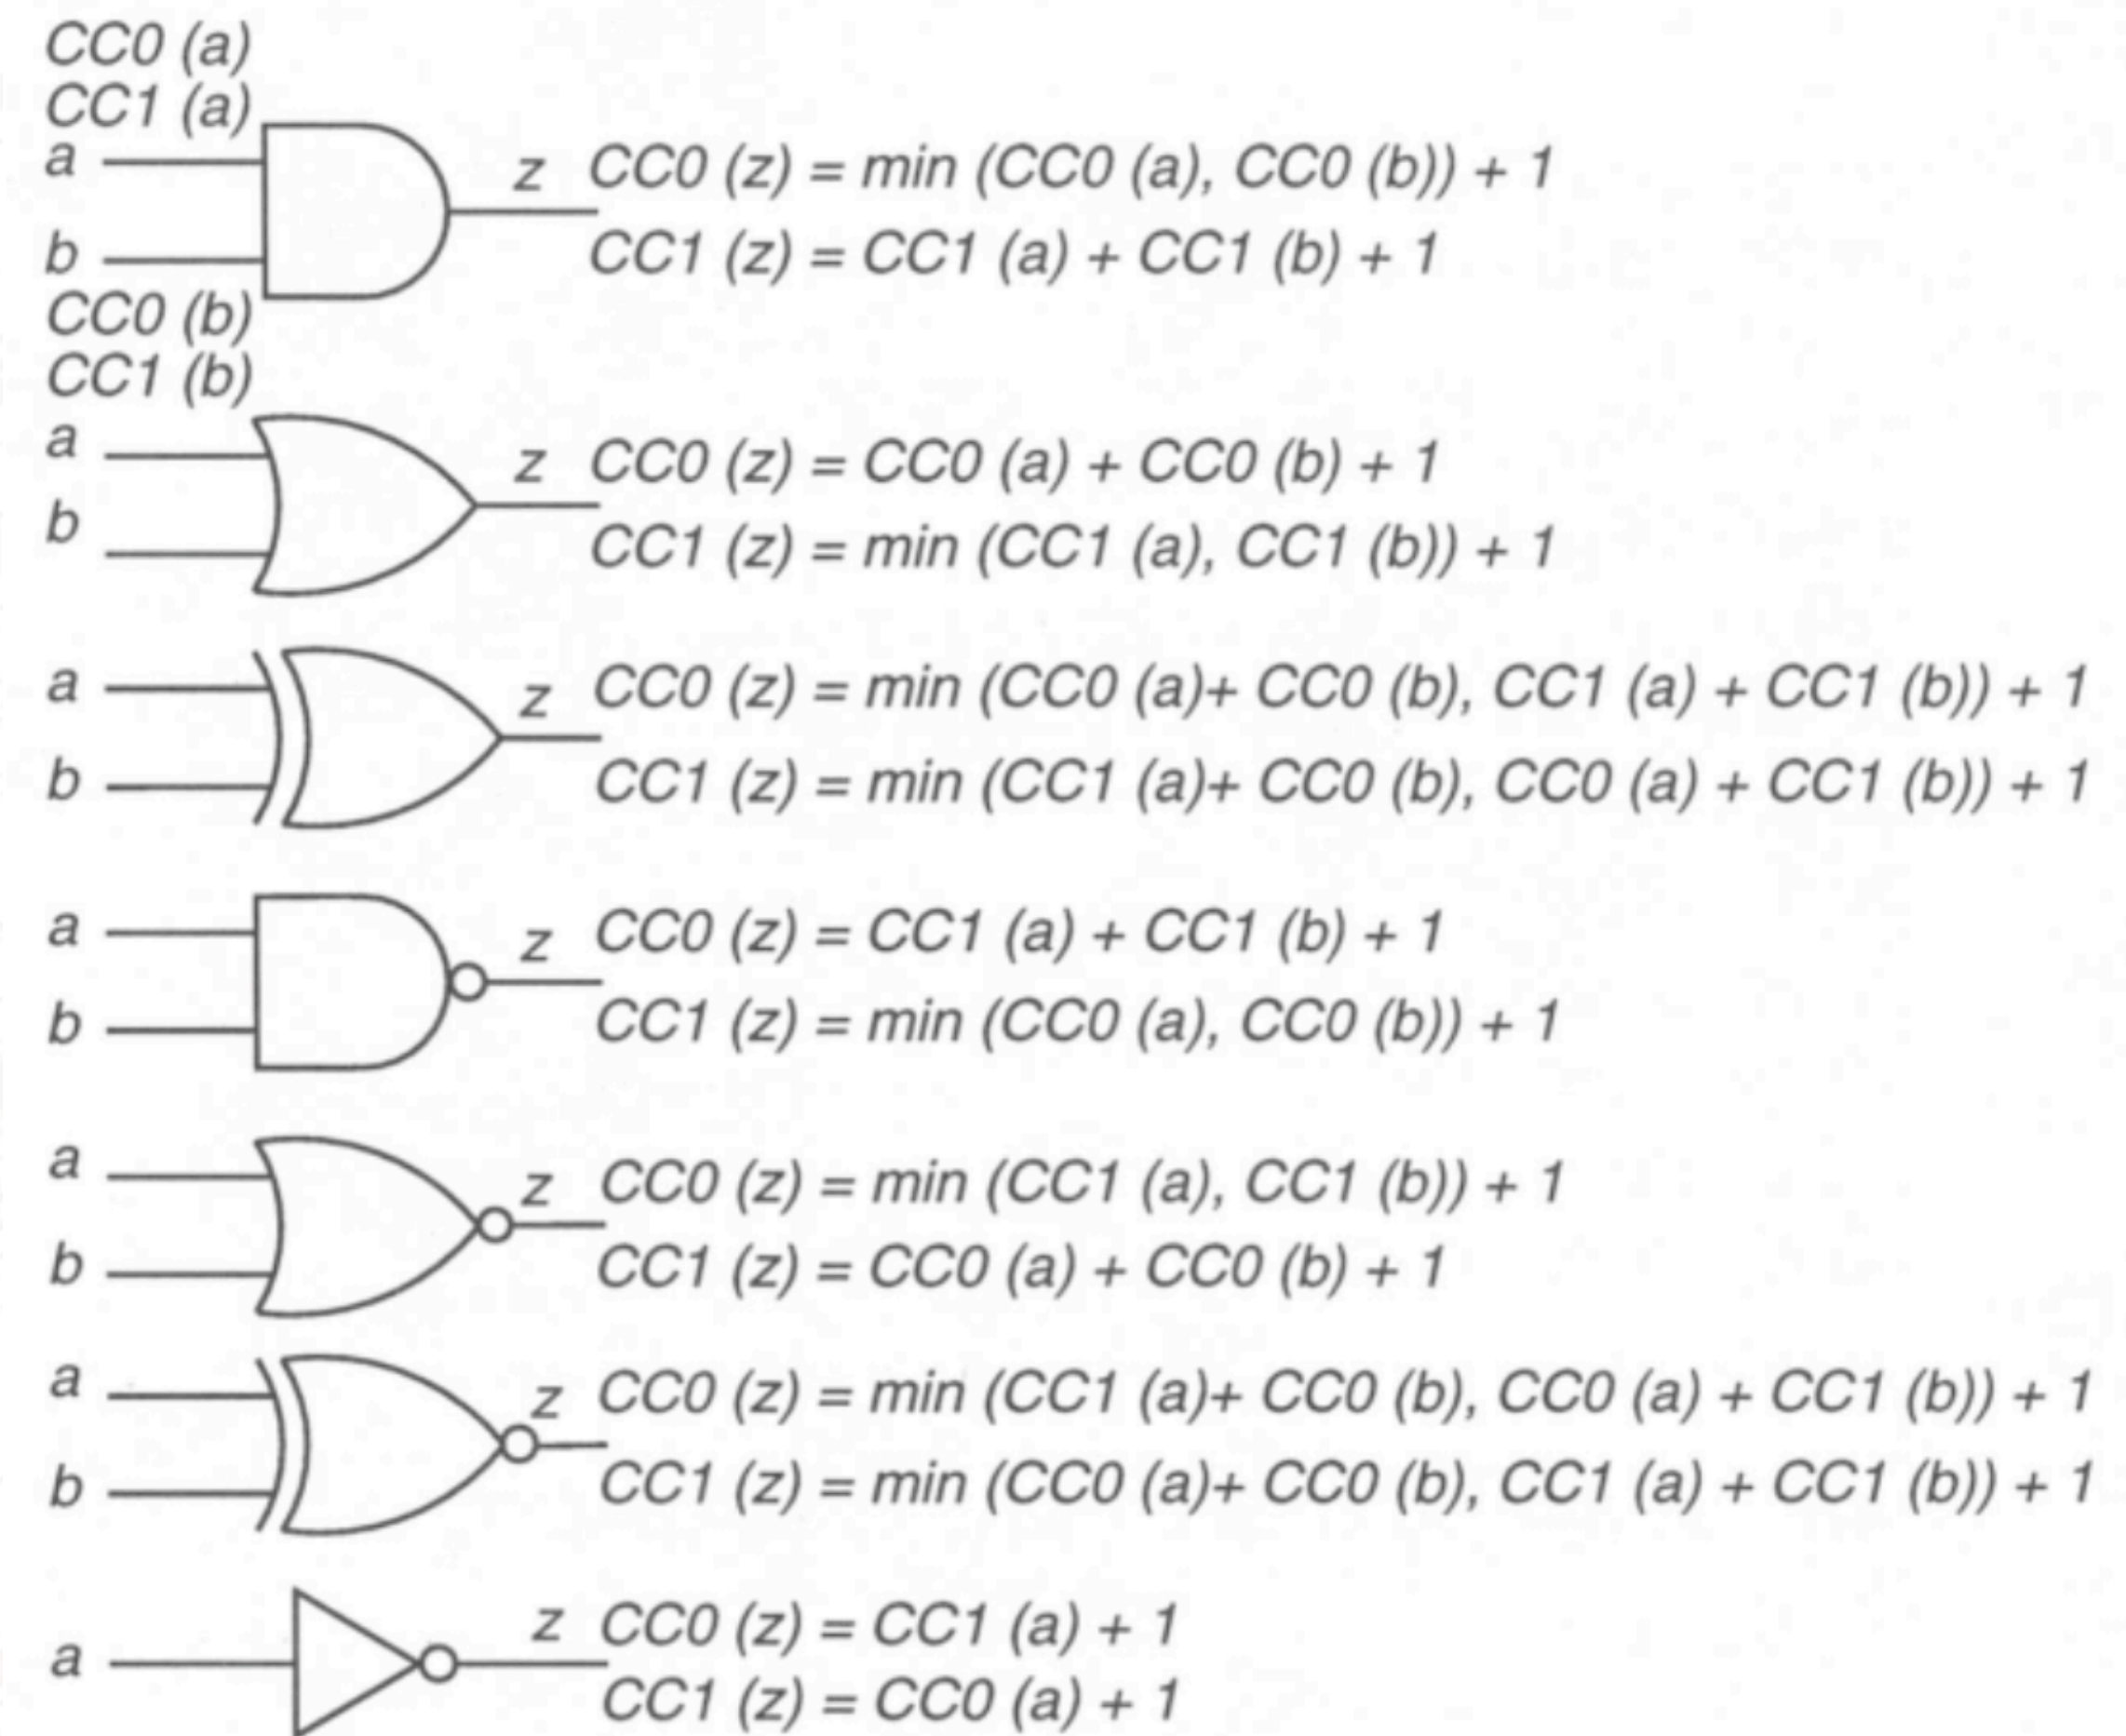 CC0 (a)
CC1 (a)
a
z CC0 (z) = min (CC0 (a), CC0 (b)) + 1
b
CC1 (z) = CC1 (a) + CC1 (b) + 1
CC0 (b)
CC1 (b)
a
z CC0 (z) = CC0 (a) + CC0 (b) + 1
b
CC1 (z) = min (CC1 (a), CC1 (b)) + 1
a
z CC0 (z) = min (CC0 (a)+ CC0 (b), CC1 (a) + CC1 (b)) + 1
b
CC1 (z) = min (CC1 (a)+ CC0 (b), CC0 (a) + CC1 (b)) + 1
a
z CC0 (z) = CC1 (a) + CC1 (b) + 1
b
CC1 (z) = min (CC0 (a), CC0 (b)) + 1
a
z CC0 (z) = min (CC1 (a), CC1 (b)) + 1
b
CC1 (z) = CC0 (a) + CC0 (b) + 1
a
z CC0 (z) = min (CC1 (a)+ CC0 (b), CC0 (a) + CC1 (b)) + 1
b
CC1 (z) = min (CC0 (a)+ CC0 (b), CC1 (a) + CC1 (b)) + 1
z CC0 (z) = CC1 (a) + 1
a
CC1 (z) = CC0 (a) + 1